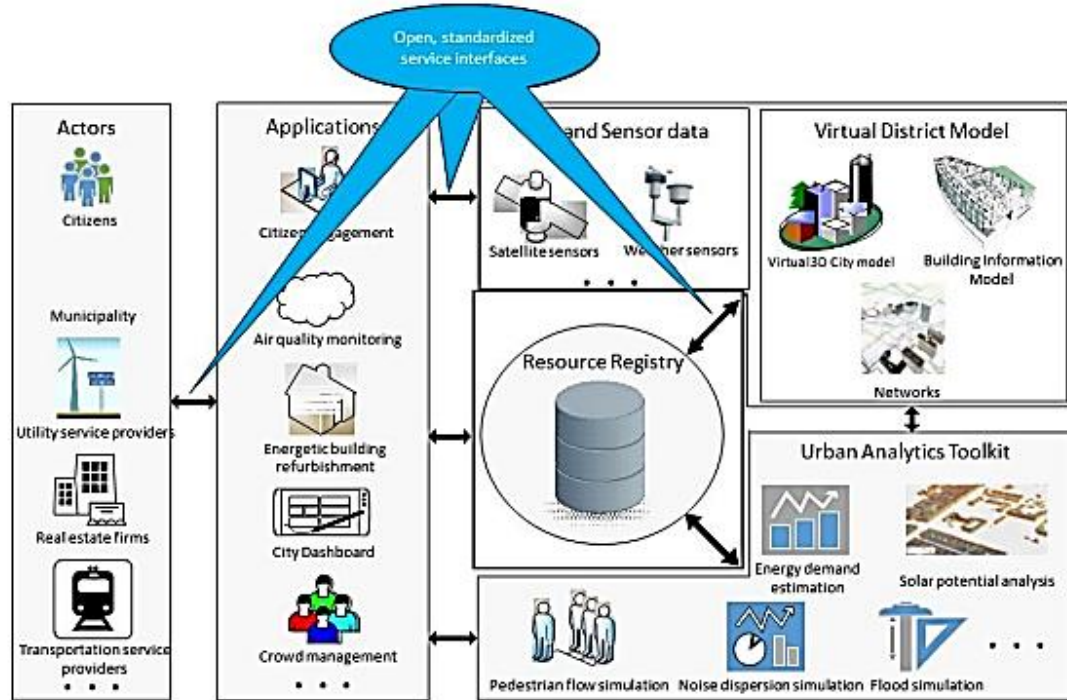 Open, standardized
service interfaces
Actors
Citizens
Municipality
Utility service providers
Real estate firms
Transportation service
providers
• • •
Applications
Citizen
Air quality monitoring
Energetic building
refurbishment
City Dashboard
Crowd management
• • •
and Sensor data
Satellite sensors
sensors
• • •
Resource Registry
Virtual District Model
Virtual 3D City model
Building Information
Model
Networks
Urban Analytics Toolkit
Energy demand
estimation
Solar potential analysis
Pedestrian flow simulation
Noise dispersion simulation
Flood simulation
• • •